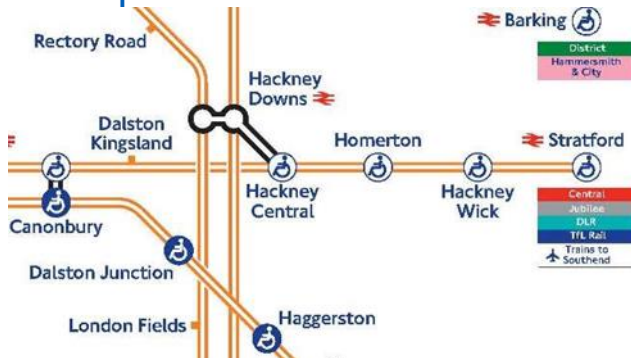 Barking
District
Hammersmith
& City
Rectory Road
Hackney
Downs
Dalston
Kingsland
Homerton
Stratford
Hackney
Central
Hackney
Wick
Central
Jubilee
DLR
TfL Rail
Trains to
Southend
Canonbury
Dalston Junction
London Fields
Haggerston